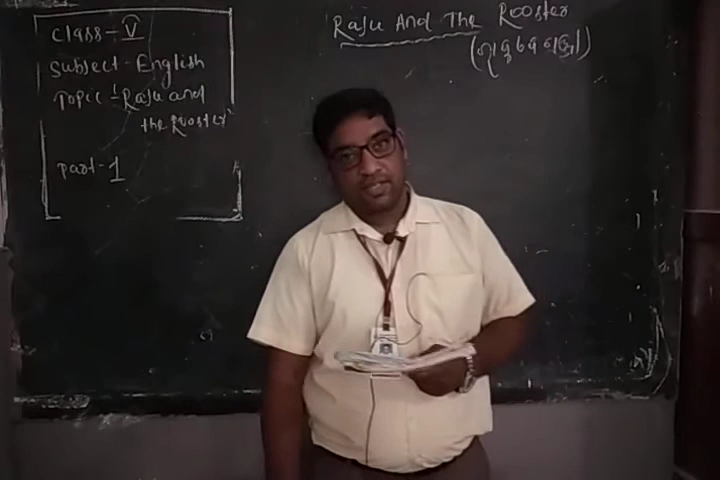 Class - V
Subject - English
Topic :- Raju and
the Rooster
Part - 1
Raju And The Rooster